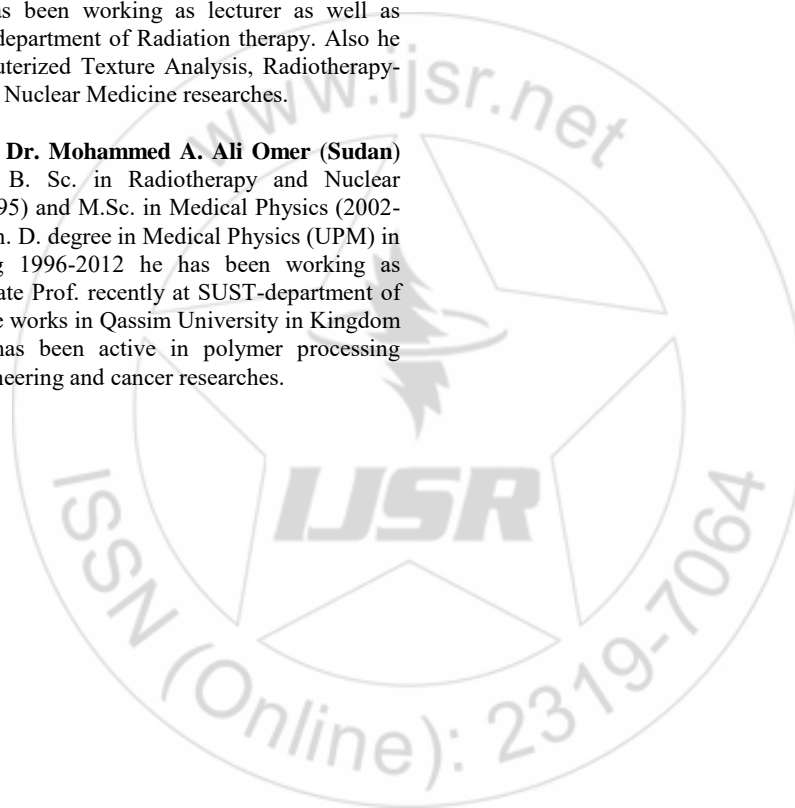 as been working as lecturer as well as
department of Radiation therapy. Also he
uterized Texture Analysis, Radiotherapy-
Nuclear Medicine researches.
Dr. Mohammed A. Ali Omer (Sudan)
B. Sc. in Radiotherapy and Nuclear
95) and M.Sc. in Medical Physics (2002-
n. D. degree in Medical Physics (UPM) in
g 1996-2012 he has been working as
ate Prof. recently at SUST-department of
e works in Qassim University in Kingdom
has been active in polymer processing
neering and cancer researches.
www.ijsr.net
IJSR
ISSN (Online): 2319-7064